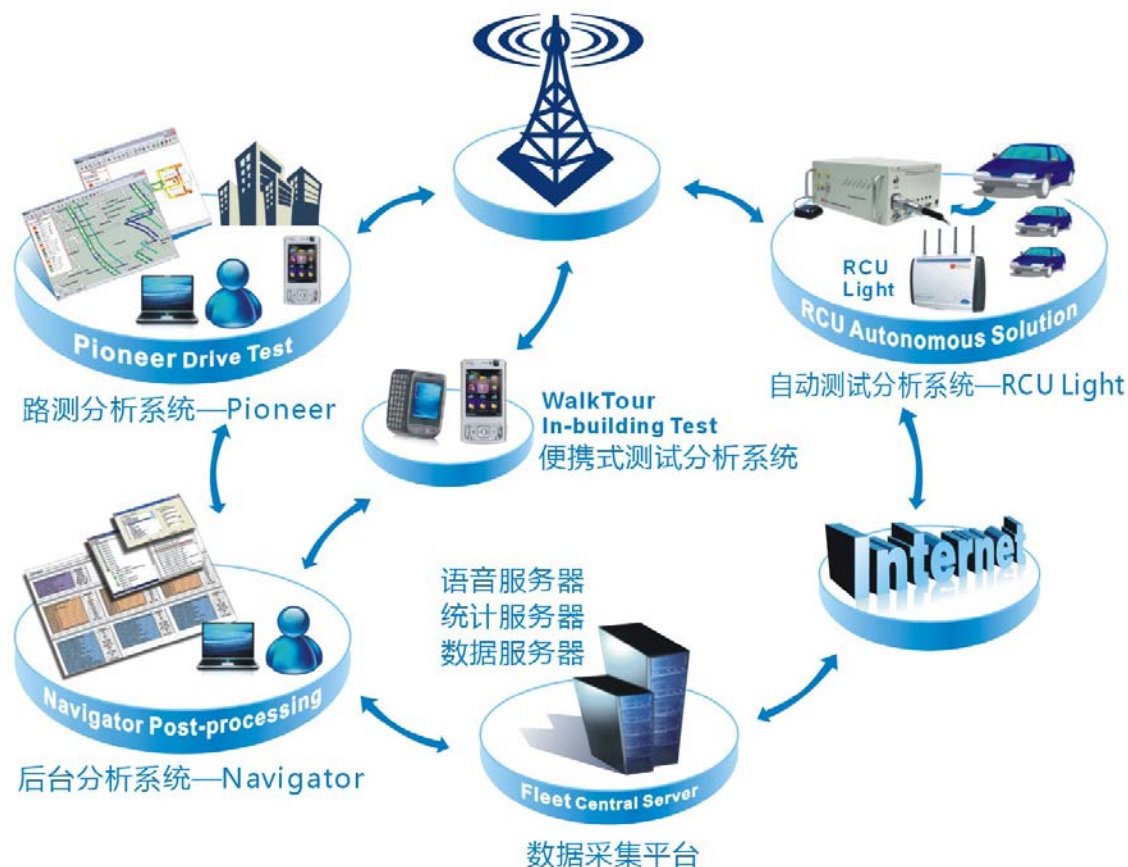 RCU
Light
Pioneer Drive Test
RCU Autonomous Solution
路测分析系统—Pioneer
自动测试分析系统—RCU Light
WalkTour
In-building Test
便携式测试分析系统
Internet
语音服务器
统计服务器
数据服务器
Navigator Post-processing
后台分析系统—Navigator
Fleet Central Server
数据采集平台